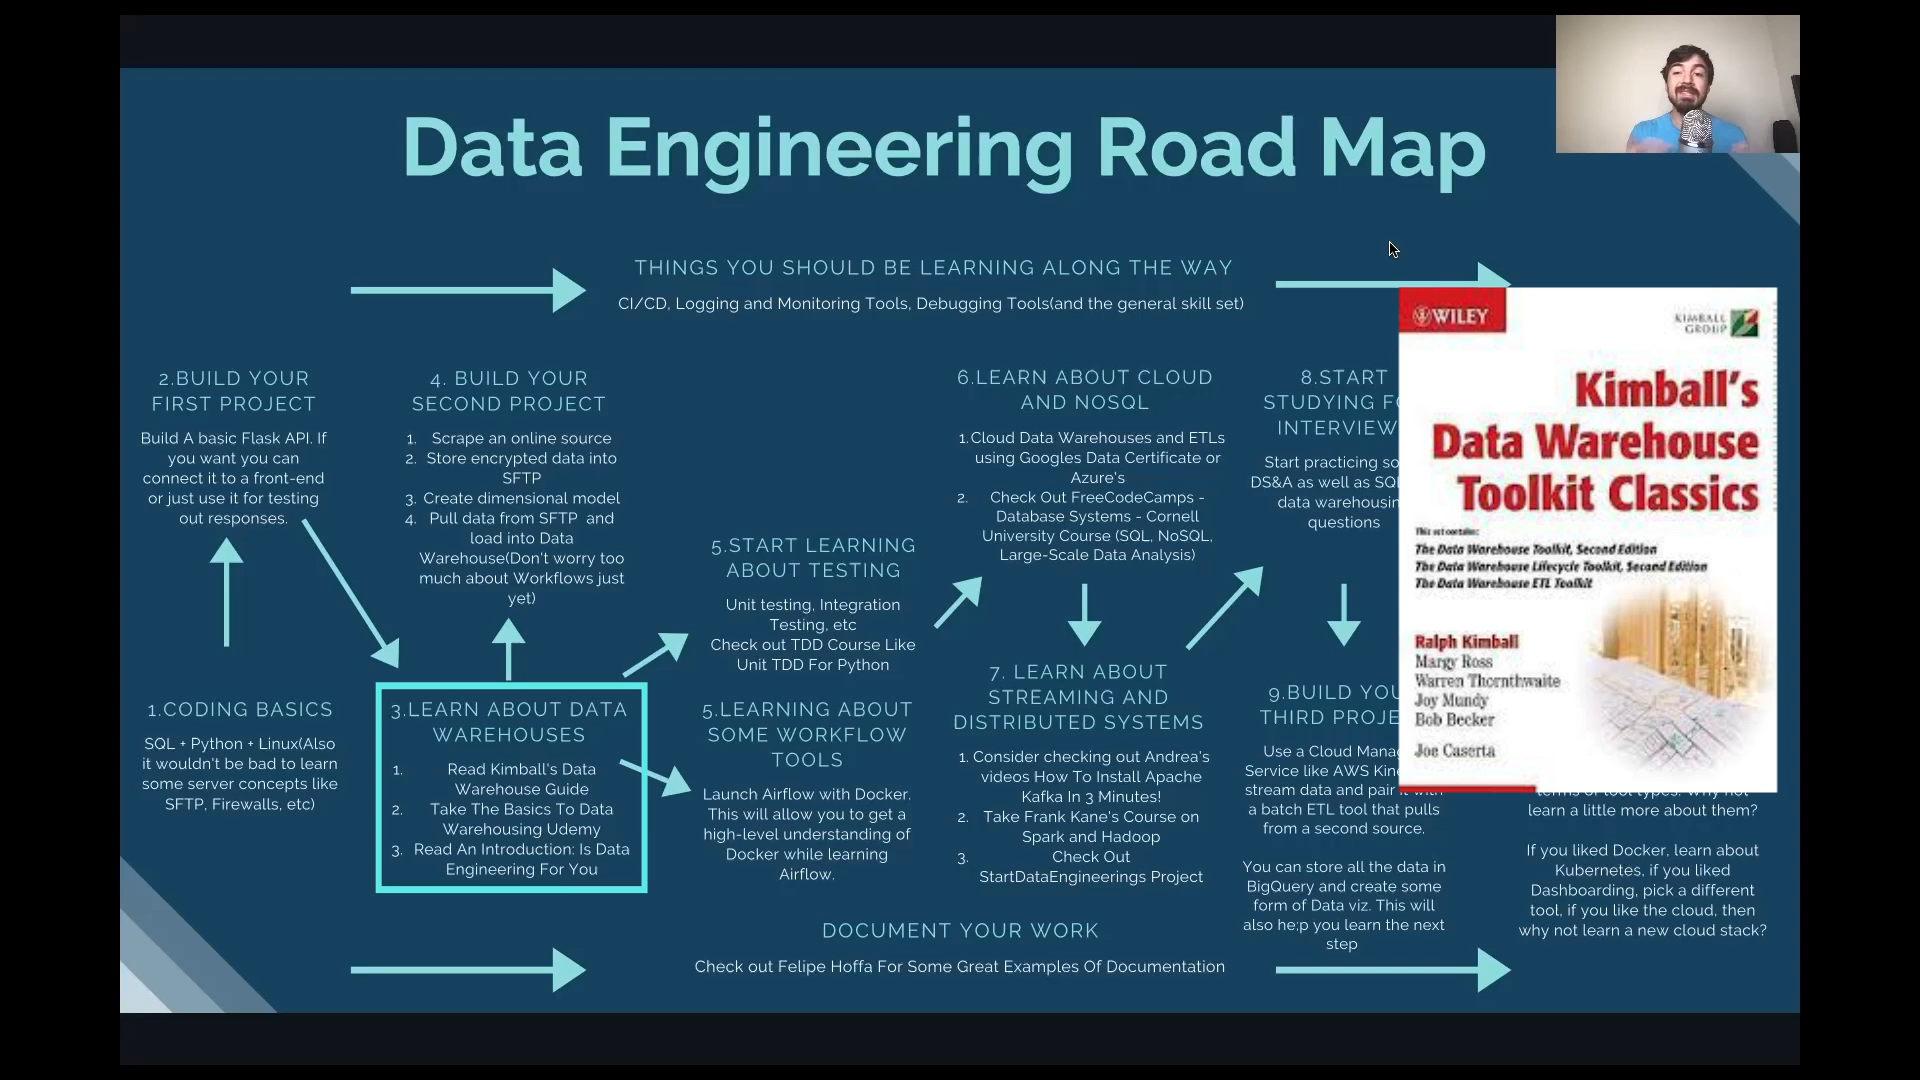 Data Engineering Road Map
THINGS YOU SHOULD BE LEARNING ALONG THE WAY
CI/CD, Logging and Monitoring Tools, Debugging Tools(and the general skill set)
2.BUILD YOUR
FIRST PROJECT
Build A basic Flask API. If
you want you can
connect it to a front-end
or just use it for testing
out responses.
1.CODING BASICS
SQL + Python + Linux(Also
it wouldn't be bad to learn
some server concepts like
SFTP, Firewalls, etc)
4. BUILD YOUR
SECOND PROJECT
1. Scrape an online source
2. Store encrypted data into
SFTP
3. Create dimensional model
4. Pull data from SFTP and
load into Data
Warehouse(Don't worry too
much about Workflows just
yet)
3.LEARN ABOUT DATA
WAREHOUSES
1. Read Kimball's Data
Warehouse Guide
2. Take The Basics To Data
Warehousing Udemy
3. Read An Introduction: Is Data
Engineering For You
5.START LEARNING
ABOUT TESTING
Unit testing, Integration
Testing, etc
Check out TDD Course Like
Unit TDD For Python
5.LEARNING ABOUT
SOME WORKFLOW
TOOLS
Launch Airflow with Docker.
This will allow you to get a
high-level understanding of
Docker while learning
Airflow.
6.LEARN ABOUT CLOUD
AND NOSQL
1. Cloud Data Warehouses and ETLs
using Googles Data Certificate or
Azure's
2. Check Out FreeCodeCamps -
Database Systems - Cornell
University Course (SQL, NoSQL,
Large-Scale Data Analysis)
7. LEARN ABOUT
STREAMING AND
DISTRIBUTED SYSTEMS
1. Consider checking out Andrea's
videos How To Install Apache
Kafka In 3 Minutes!
2. Take Frank Kane's Course on
Spark and Hadoop
3. Check Out
StartDataEngineerings Project
8.START
STUDYING
INTERVIEW
Start practicing
DS&A as well as
data
questions
9.BUILD
THIRD
Use a Cloud
Service like AWS
stream data and pair it with
a batch ETL tool that pulls
from a second source.
You can store all the data in
BigQuery and create some
form of Data viz. This will
also he;p you learn the next
step
WILEY
KIMBALL
GROUP
Kimball's
Data Warehouse
Toolkit Classics
This set contains:
The Data Warehouse Toolkit, Second Edition
The Data Warehouse Lifecycle Toolkit, Second Edition
The Data Warehouse ETL Toolkit
Ralph Kimball
Margy Ross
Warren Thornthwaite
Joy Mundy
Bob Becker
Joe Caserta
terms of tool types. Why not
learn a little more about them?
If you liked Docker, learn about
Kubernetes, if you liked
Dashboarding, pick a different
tool, if you like the cloud, then
why not learn a new cloud stack?
DOCUMENT YOUR WORK
Check out Felipe Hoffa For Some Great Examples Of Documentation